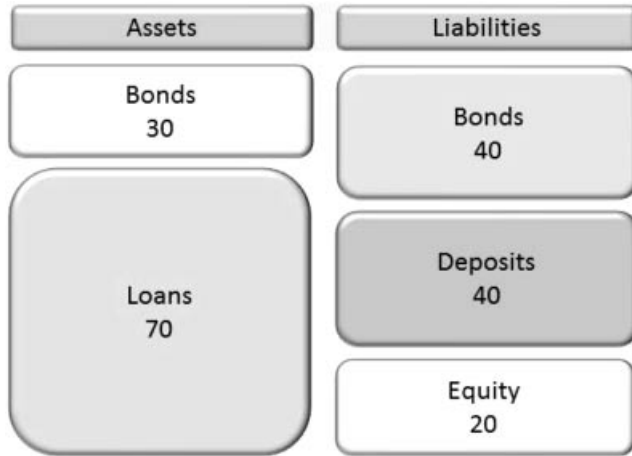 Assets
Bonds
30
Loans
70
Liabilities
Bonds
40
Deposits
40
Equity
20